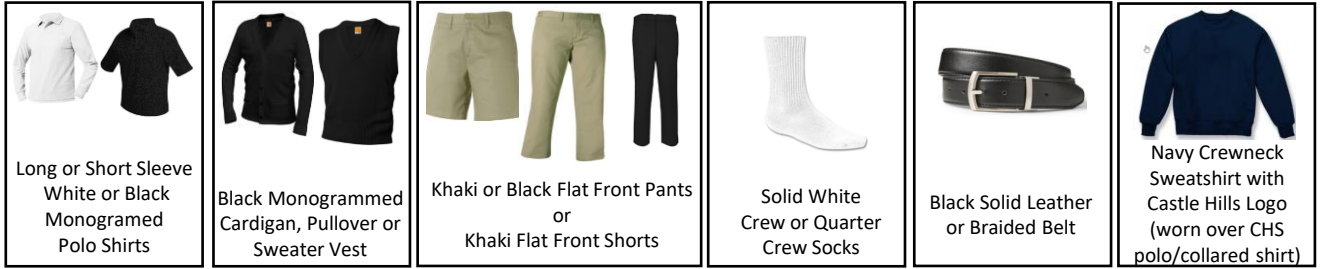 Long or Short Sleeve
White or Black
Monogramed
Polo Shirts
Black Monogrammed
Cardigan, Pullover or
Sweater Vest
Khaki or Black Flat Front Pants
or
Khaki Flat Front Shorts
Solid White
Crew or Quarter
Crew Socks
Black Solid Leather
or Braided Belt
Navy Crewneck
Sweatshirt with
Castle Hills Logo
(worn over CHS
polo/collared shirt)